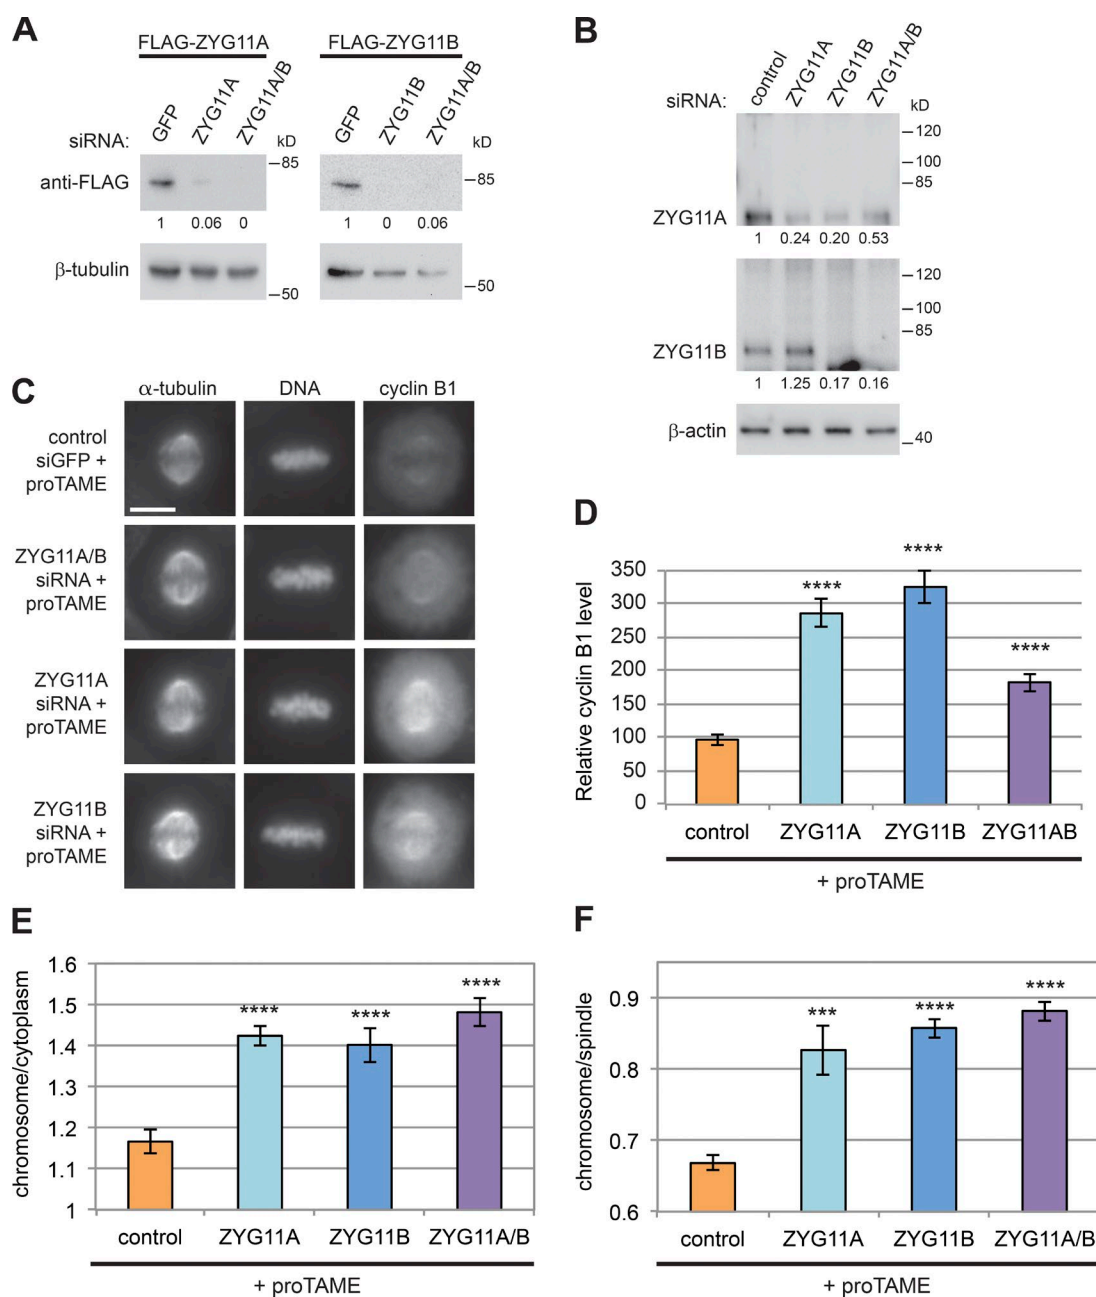 A
FLAG-ZYG11A
FLAG-ZYG11B
siRNA:
GFP
ZYG11A
ZYG11A/B
kD
GFP
ZYG11B
ZYG11A/B
kD
anti-FLAG
–85
–85
1 0.06 0
1 0 0.06
β-tubulin
–50
–50
B
siRNA:
control
ZYG11A
ZYG11B
ZYG11A/B
kD
–120
–100
–85
ZYG11A
1 0.24 0.20 0.53
–120
–100
–85
ZYG11B
1 1.25 0.17 0.16
β-actin
–40
C
α-tubulin DNA cyclin B1
control
siGFP +
proTAME
ZYG11A/B
siRNA +
proTAME
ZYG11A
siRNA +
proTAME
ZYG11B
siRNA +
proTAME
D
Relative cyclin B1 level
350
300
250
200
150
100
50
0
****
****
****
control ZYG11A ZYG11B ZYG11AB
+ proTAME
E
chromosome/cytoplasm
1.6
1.5
1.4
1.3
1.2
1.1
1
****
****
****
control ZYG11A ZYG11B ZYG11A/B
+ proTAME
F
chromosome/spindle
0.9
0.8
0.7
0.6
***
****
****
control ZYG11A ZYG11B ZYG11A/B
+ proTAME